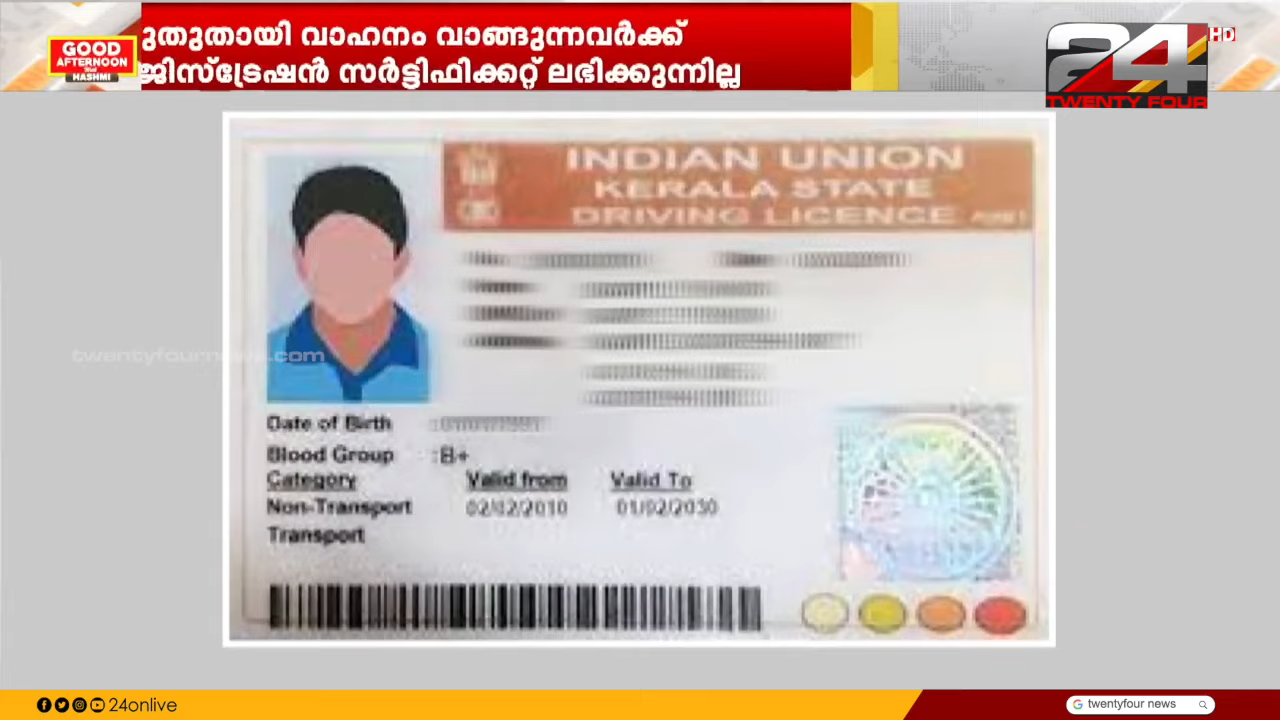 GOOD
AFTERNOON
With
HASHMI
ുതുതായി വാഹനം വാങ്ങുന്നവർക്ക്
ജിസ്ട്രേഷൻ സർട്ടിഫിക്കറ്റ് ലഭിക്കുന്നില്ല
24
HD
TWENTY FOUR
INDIAN UNION
KERALA STATE
DRIVING LICENCE
twentyfournews.com
Date of Birth
Blood Group :B+
Category Valid from Valid To
Non-Transport 02/02/2010 01/02/2030
Transport
24onlive
twentyfour news